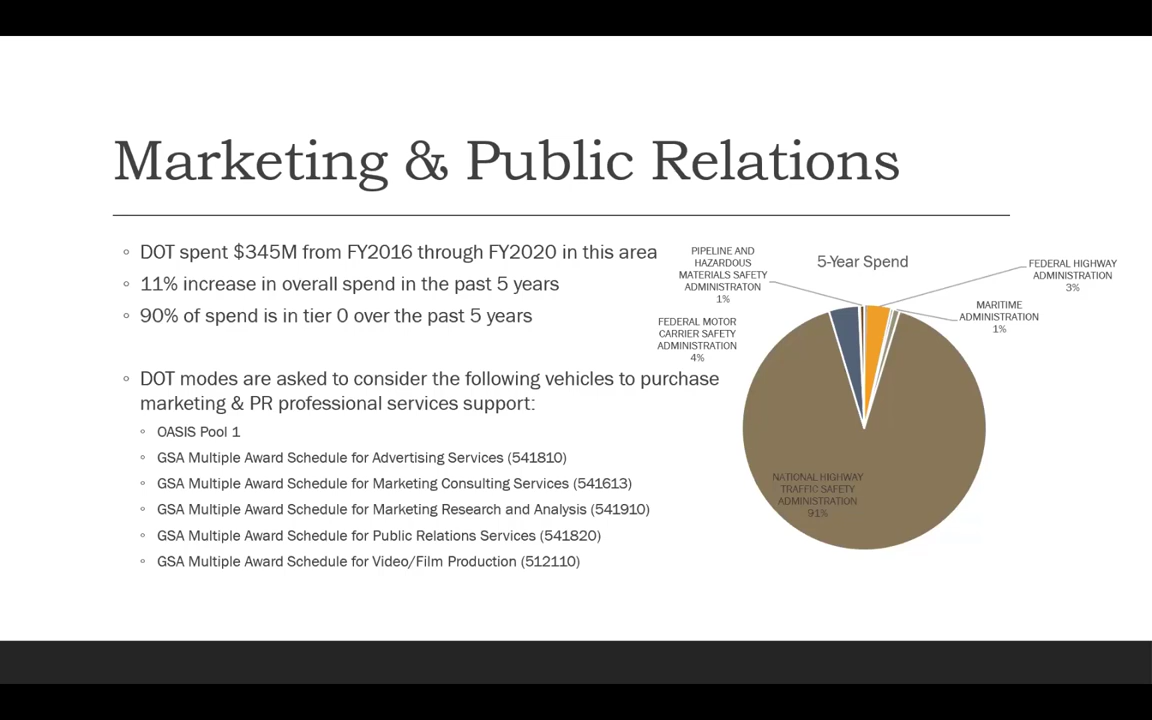 Marketing & Public Relations
◦ DOT spent $345M from FY2016 through FY2020 in this area
◦ 11% increase in overall spend in the past 5 years
◦ 90% of spend is in tier 0 over the past 5 years
◦ DOT modes are asked to consider the following vehicles to purchase
marketing & PR professional services support:
◦ OASIS Pool 1
◦ GSA Multiple Award Schedule for Advertising Services (541810)
◦ GSA Multiple Award Schedule for Marketing Consulting Services (541613)
◦ GSA Multiple Award Schedule for Marketing Research and Analysis (541910)
◦ GSA Multiple Award Schedule for Public Relations Services (541820)
◦ GSA Multiple Award Schedule for Video/Film Production (512110)
5-Year Spend
PIPELINE AND
HAZARDOUS
MATERIALS SAFETY
ADMINISTRATON
1%
FEDERAL HIGHWAY
ADMINISTRATION
3%
MARITIME
ADMINISTRATION
1%
FEDERAL MOTOR
CARRIER SAFETY
ADMINISTRATION
4%
NATIONAL HIGHWAY
TRAFFIC SAFETY
ADMINISTRATION
91%